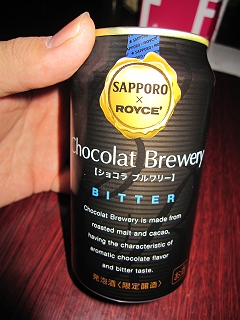 SAPPORO
×
ROYCE'
Chocolat Brewery
【ショコラ ブルワリー】
BITTER
Chocolat Brewery is made from
roasted malt and cacao,
having the characteristic of
aromatic chocolate flavor
and bitter taste.
発泡酒〈限定醸造〉